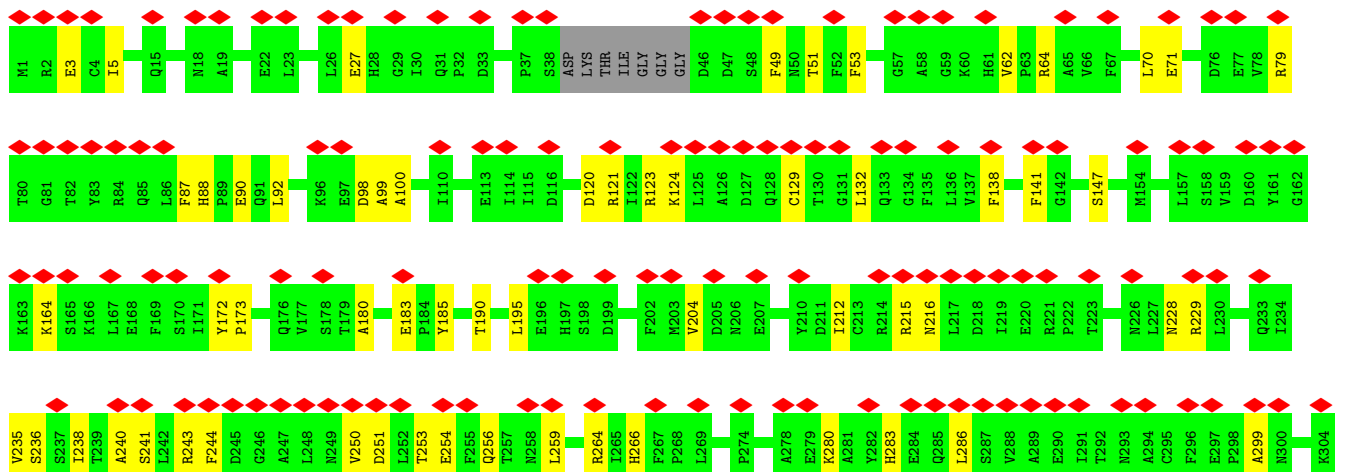 M1 R2 E3 C4 I5 Q15 N18 A19 E22 L23 L26 E27 H28 G29 I30 Q31 P32 D33 P37 S38 ASP LYS THR ILE GLY GLY GLY D46 D47 S48 F49 N50 T51 F52 F53 G57 A58 G59 K60 H61 V62 P63 R64 A65 V66 F67 L70 E71 D76 E77 V78 R79
T80 G81 T82 Y83 R84 Q85 L86 F87 H88 P89 E90 Q91 L92 K96 E97 D98 A99 A100 I110 E113 I114 I115 D116 D120 R121 I122 R123 K124 L125 A126 D127 Q128 C129 T130 G131 L132 Q133 G134 F135 L136 V137 F138 F141 G142 S147 M154 L157 S158 V159 D160 Y161 G162
K163 K164 S165 K166 L167 E168 F169 S170 I171 Y172 P173 Q176 V177 S178 T179 A180 E183 P184 Y185 T190 L195 E196 H197 S198 D199 F202 M203 V204 D205 N206 E207 Y210 D211 I212 C213 R214 R215 N216 L217 D218 I219 E220 R221 P222 T223 N226 L227 N228 R229 L230 Q233 I234
V235 S236 S237 I238 T239 A240 S241 L242 R243 F244 D245 G246 A247 L248 N249 V250 D251 L252 T253 E254 F255 Q256 T257 N258 L259 R264 I265 H266 F267 P268 L269 P274 A278 E279 K280 A281 Y282 H283 E284 Q285 L286 S287 V288 A289 E290 I291 T292 N293 A294 C295 F296 E297 P298 A299 N300 K304